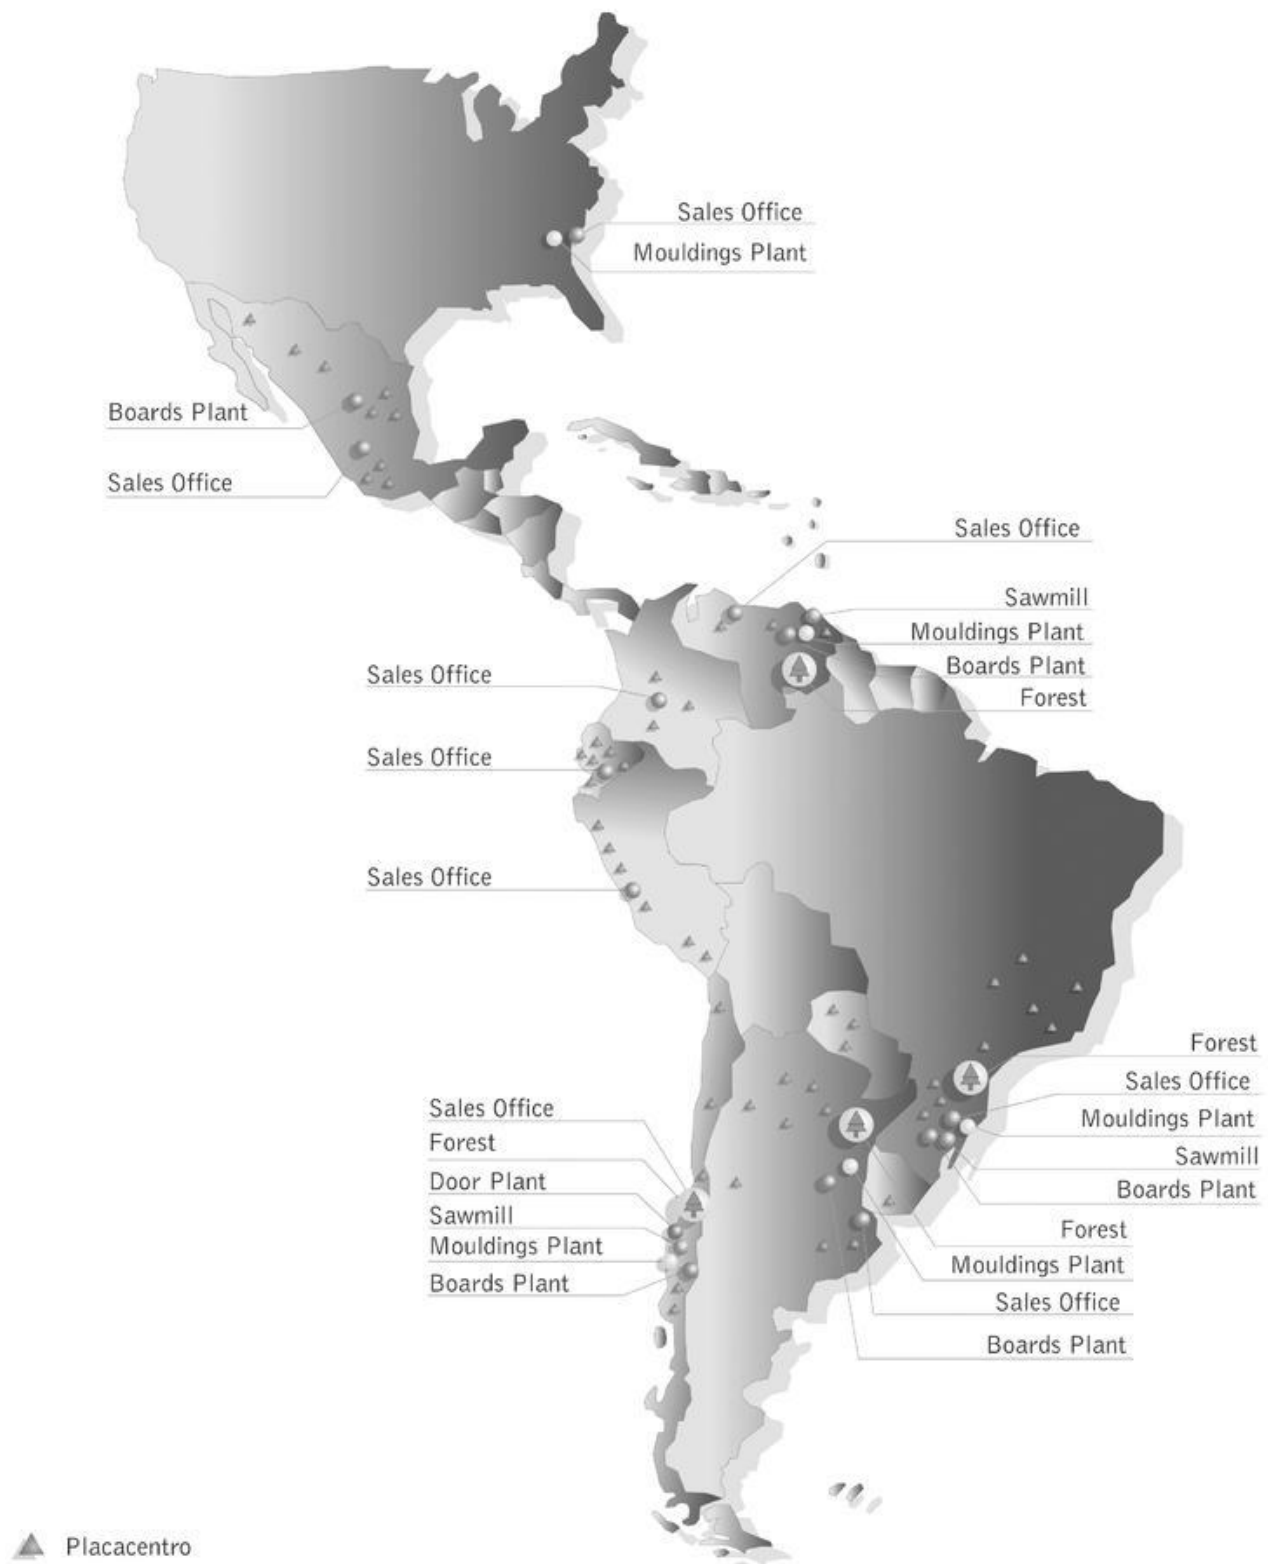 Sales Office
Mouldings Plant
Boards Plant
Sales Office
Sales Office
Sawmill
Mouldings Plant
Boards Plant
Forest
Sales Office
Sales Office
Sales Office
Forest
Sales Office
Mouldings Plant
Sawmill
Boards Plant
Sales Office
Forest
Door Plant
Sawmill
Mouldings Plant
Boards Plant
Forest
Mouldings Plant
Sales Office
Boards Plant
Placacentro